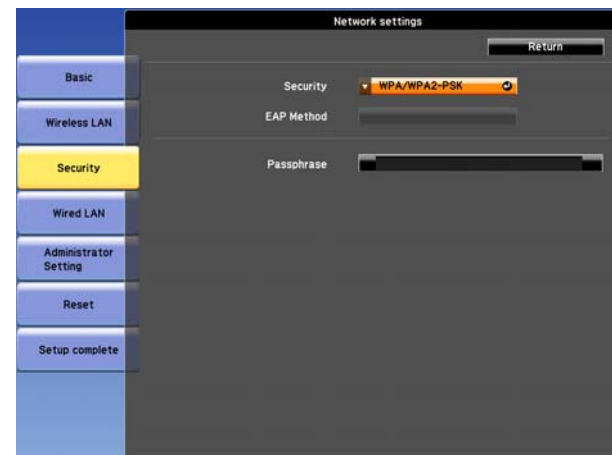 Network settings
Return
Basic
Wireless LAN
Security
Wired LAN
Administrator
Setting
Reset
Setup complete
Security WPA/WPA2-PSK
EAP Method
Passphrase